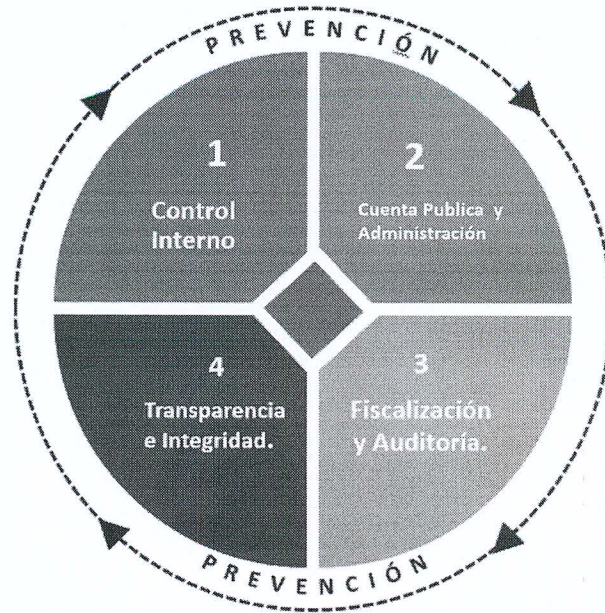 PREVENCIÓN
1
Control
Interno
2
Cuenta Publica y
Administración
3
Fiscalización
y Auditoría.
4
Transparencia
e Integridad.
PREVENCIÓN